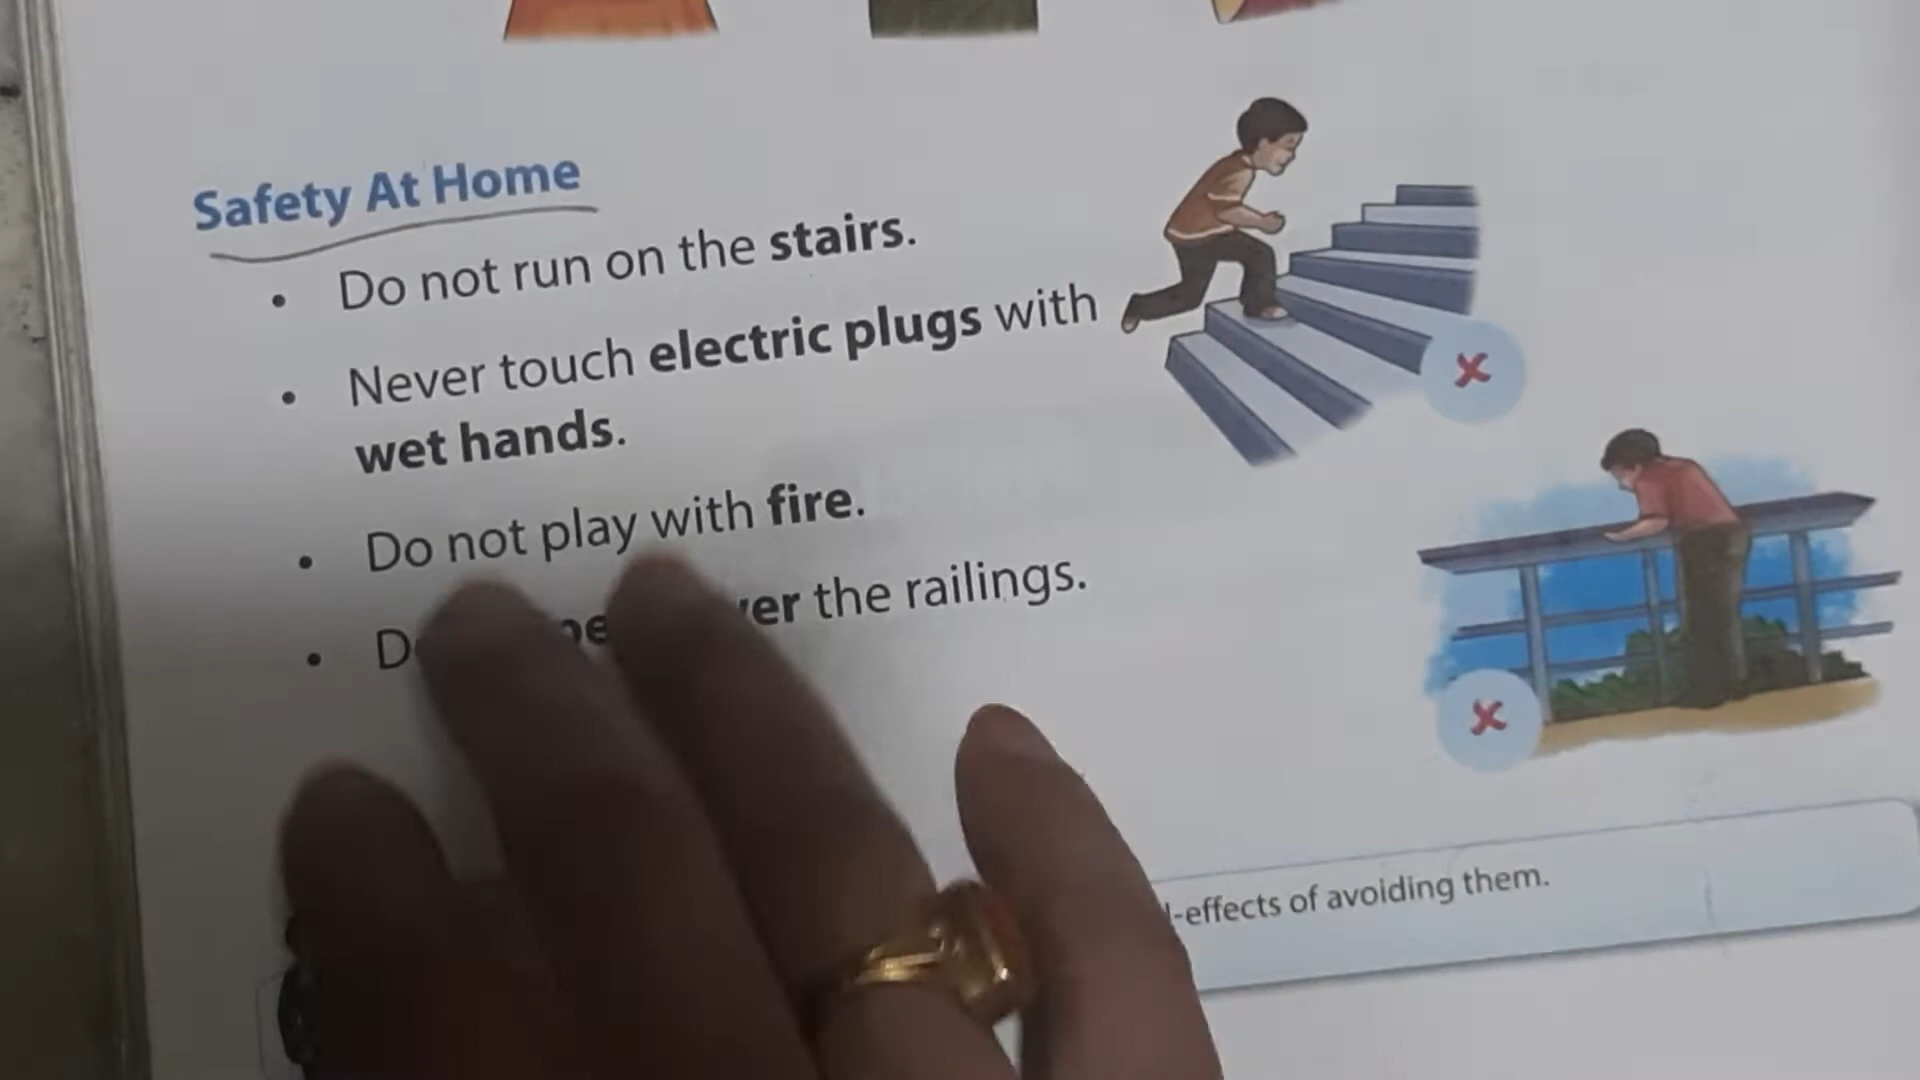 Safety At Home
• Do not run on the stairs.
• Never touch electric plugs with
wet hands.
• Do not play with fire.
• the railings.
effects of avoiding them.